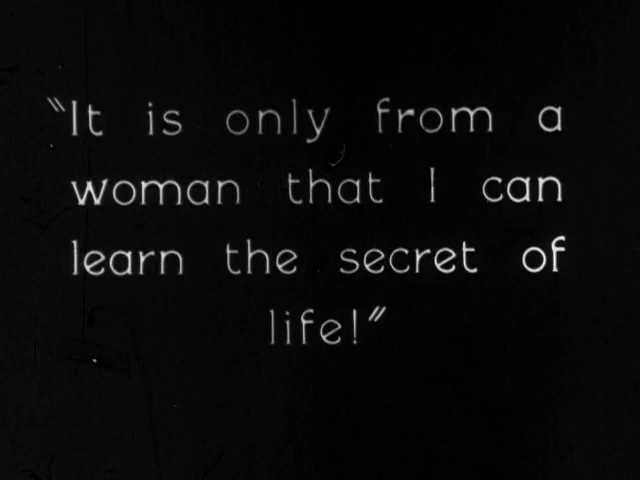 "It is only from a
woman that I can
learn the secret of
life!"